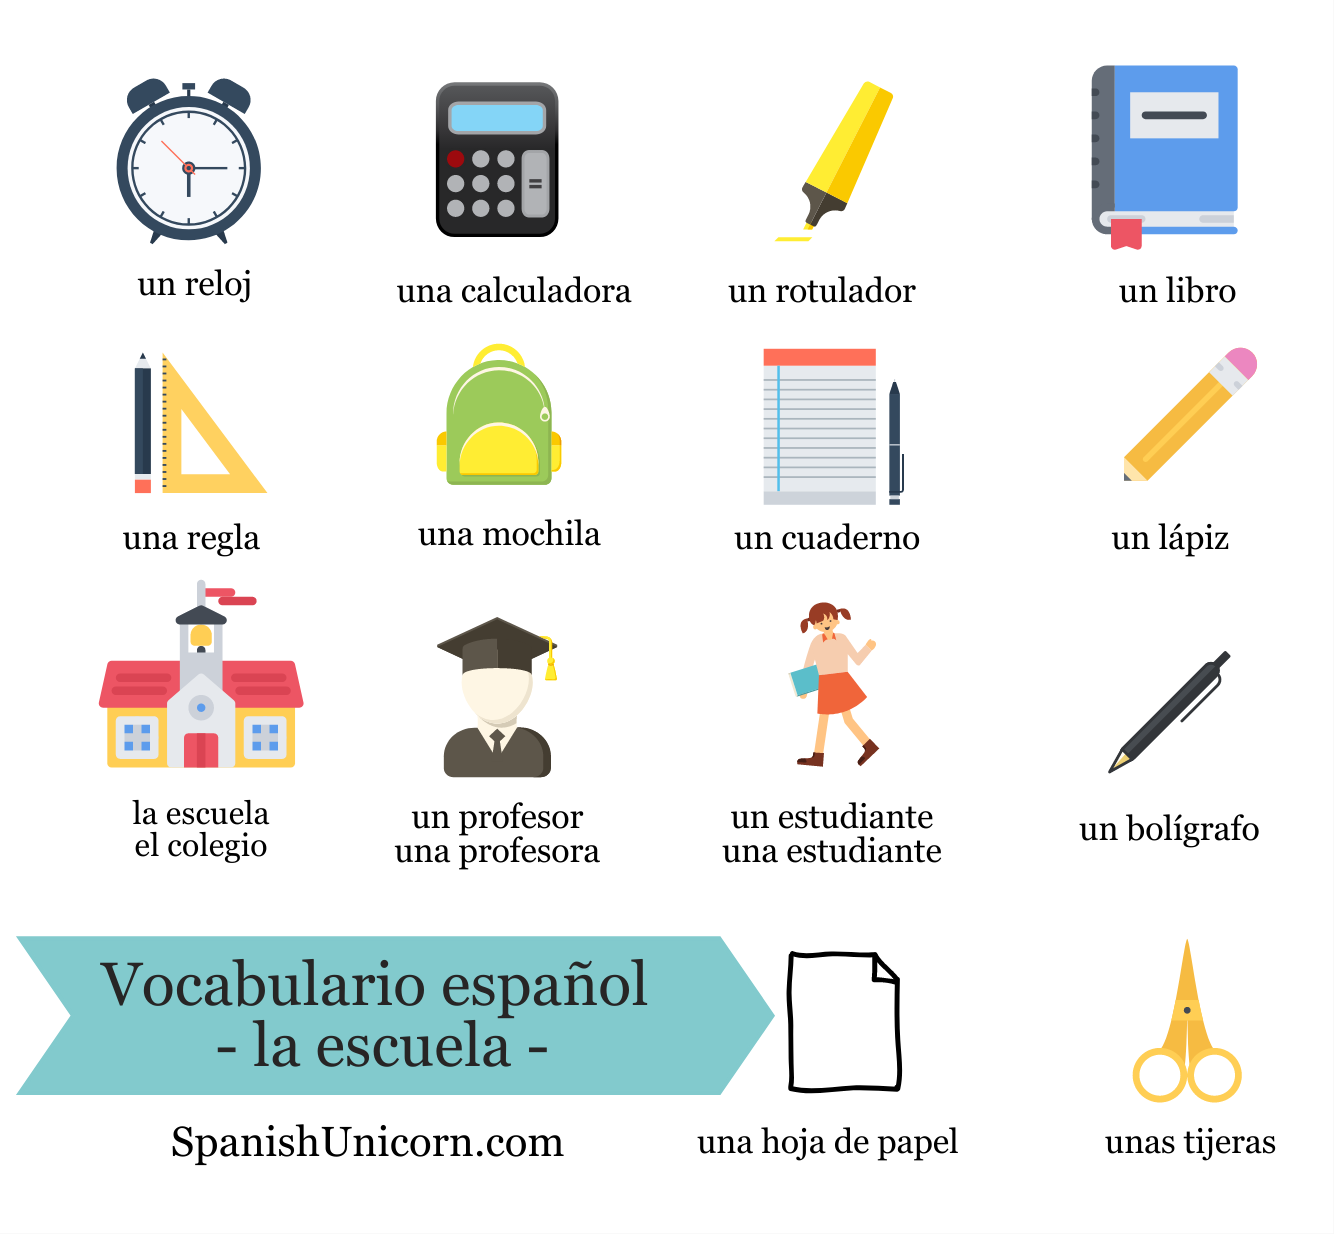 un reloj
una calculadora
un rotulador
un libro
una regla
una mochila
un cuaderno
un lápiz
la escuela
el colegio
un profesor
una profesora
un estudiante
una estudiante
un bolígrafo
Vocabulario español
- la escuela -
SpanishUnicorn.com
una hoja de papel
unas tijeras